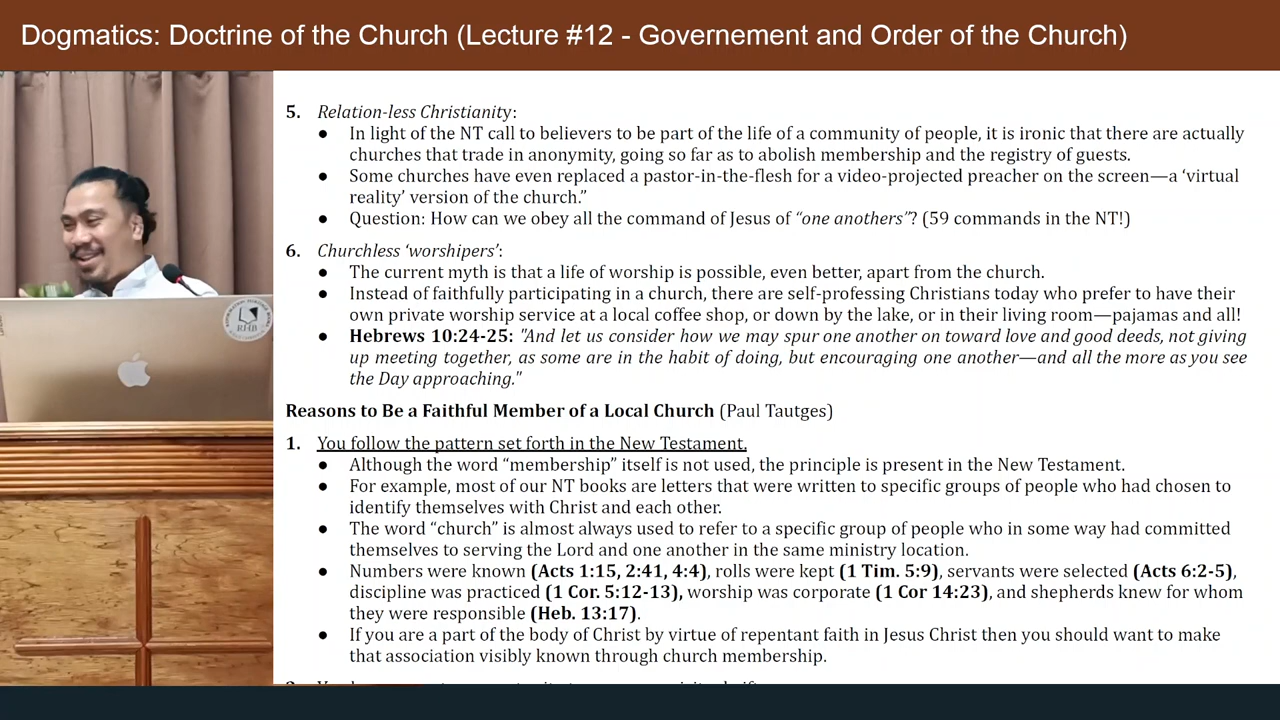 Dogmatics: Doctrine of the Church (Lecture #12 - Governement and Order of the Church)
5. Relation-less Christianity:
● In light of the NT call to believers to be part of the life of a community of people, it is ironic that there are actually
churches that trade in anonymity, going so far as to abolish membership and the registry of guests.
● Some churches have even replaced a pastor-in-the-flesh for a video-projected preacher on the screen—a ‘virtual
reality’ version of the church.”
● Question: How can we obey all the command of Jesus of “one anothers”? (59 commands in the NT!)
6. Churchless ‘worshipers’:
● The current myth is that a life of worship is possible, even better, apart from the church.
● Instead of faithfully participating in a church, there are self-professing Christians today who prefer to have their
own private worship service at a local coffee shop, or down by the lake, or in their living room—pajamas and all!
● Hebrews 10:24-25: "And let us consider how we may spur one another on toward love and good deeds, not giving
up meeting together, as some are in the habit of doing, but encouraging one another—and all the more as you see
the Day approaching."
Reasons to Be a Faithful Member of a Local Church (Paul Tautges)
1. You follow the pattern set forth in the New Testament.
● Although the word “membership” itself is not used, the principle is present in the New Testament.
● For example, most of our NT books are letters that were written to specific groups of people who had chosen to
identify themselves with Christ and each other.
● The word “church” is almost always used to refer to a specific group of people who in some way had committed
themselves to serving the Lord and one another in the same ministry location.
● Numbers were known (Acts 1:15, 2:41, 4:4), rolls were kept (1 Tim. 5:9), servants were selected (Acts 6:2-5),
discipline was practiced (1 Cor. 5:12-13), worship was corporate (1 Cor 14:23), and shepherds knew for whom
they were responsible (Heb. 13:17).
● If you are a part of the body of Christ by virtue of repentant faith in Jesus Christ then you should want to make
that association visibly known through church membership.
RHB